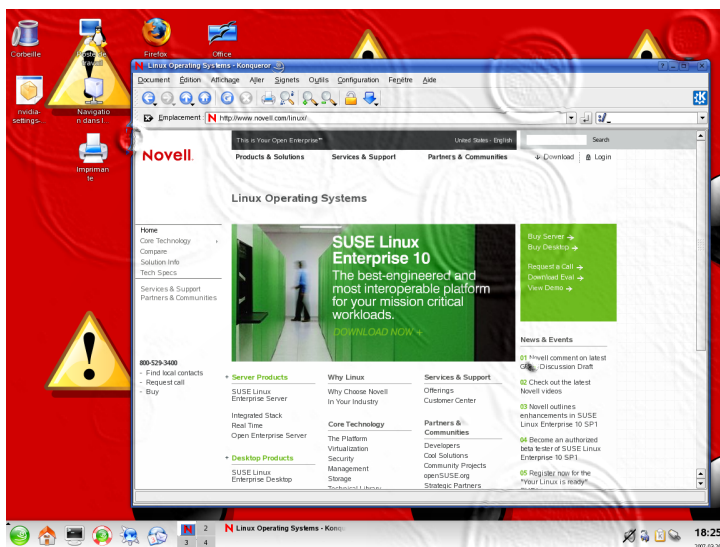 Corbeille
Poste de travail
Firefox
Office
nvidia-settings-
Navigatio n dans l...
Impriman te
Linux Operating Systems - Konqueror
Document Édition Affichage Aller Signets Outils Configuration Fenêtre Aide
Emplacement N http://www.novell.com/linux/
This is Your Open Enterprise™ United States - English Search
Novell
Products & Solutions Services & Support Partners & Communities Download Login
Linux Operating Systems
Home
Core Technology
Compare
Solution Info
Tech Specs
Services & Support
Partners & Communities
800-529-3400
- Find local contacts
- Request call
- Buy
SUSE Linux
Enterprise 10
The best-engineered and
most interoperable platform
for your mission critical
workloads.
DOWNLOAD NOW +
Buy Server →
Buy Desktop →
Request a Call →
Download Eval →
View Demo →
+ Server Products
SUSE Linux
Enterprise Server
Integrated Stack
Real Time
Open Enterprise Server
+ Desktop Products
SUSE Linux
Enterprise Desktop
Why Linux
Why Choose Novell
In Your Industry
Core Technology
The Platform
Virtualization
Security
Management
Storage
Technical Library
Services & Support
Offerings
Customer Center
Partners &
Communities
Developers
Cool Solutions
Community Projects
openSUSE.org
Strategic Partners
News & Events
01 Novell comment on latest
Discussion Draft
02 Check out the latest
Novell videos
03 Novell outlines
enhancements in SUSE
Linux Enterprise 10 SP1
04 Become an authorized
beta tester of SUSE Linux
Enterprise 10 SP1
05 Register now for the
"Your Linux is ready"
N 2
3 4
N Linux Operating Systems - Konq
18:25